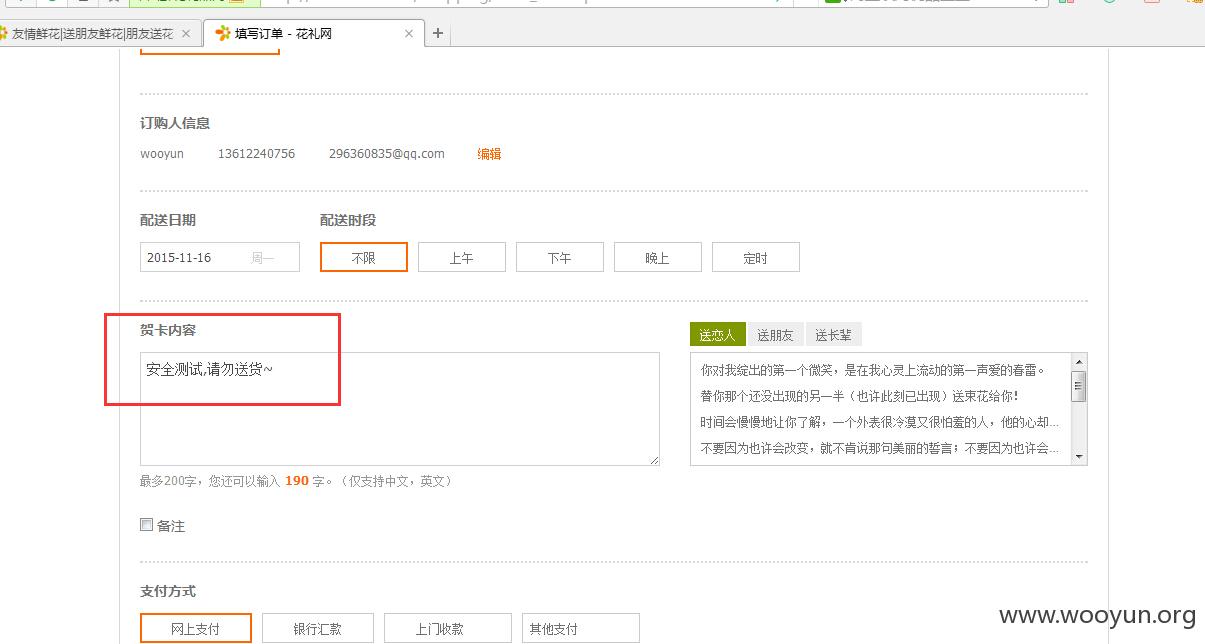 友情鲜花|送朋友鲜花|朋友送花
填写订单 - 花礼网
订购人信息
wooyun 13612240756 296360835@qq.com 编辑
配送日期 配送时段
2015-11-16 周一 不限 上午 下午 晚上 定时
贺卡内容 送恋人 送朋友 送长辈
安全测试,请勿送货~
你对我绽出的第一个微笑，是在我心灵上流动的第一声爱的春雷。
替你那个还没出现的另一半（也许此刻已出现）送束花给你！
时间会慢慢地让你了解，一个外表很冷漠又很怕羞的人，他的心却...
不要因为也许会改变，就不肯说那句美丽的誓言；不要因为也许会...
最多200字，您还可以输入 190 字。（仅支持中文，英文）
备注
支付方式
网上支付 银行汇款 上门收款 其他支付
www.wooyun.org